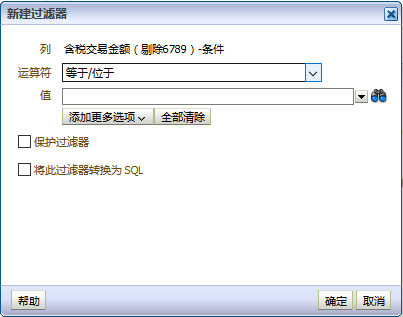 新建过滤器
列 含税交易金额（剔除6789）-条件
运算符 等于/位于
值
添加更多选项 全部清除
保护过滤器
将此过滤器转换为 SQL
帮助 确定 取消